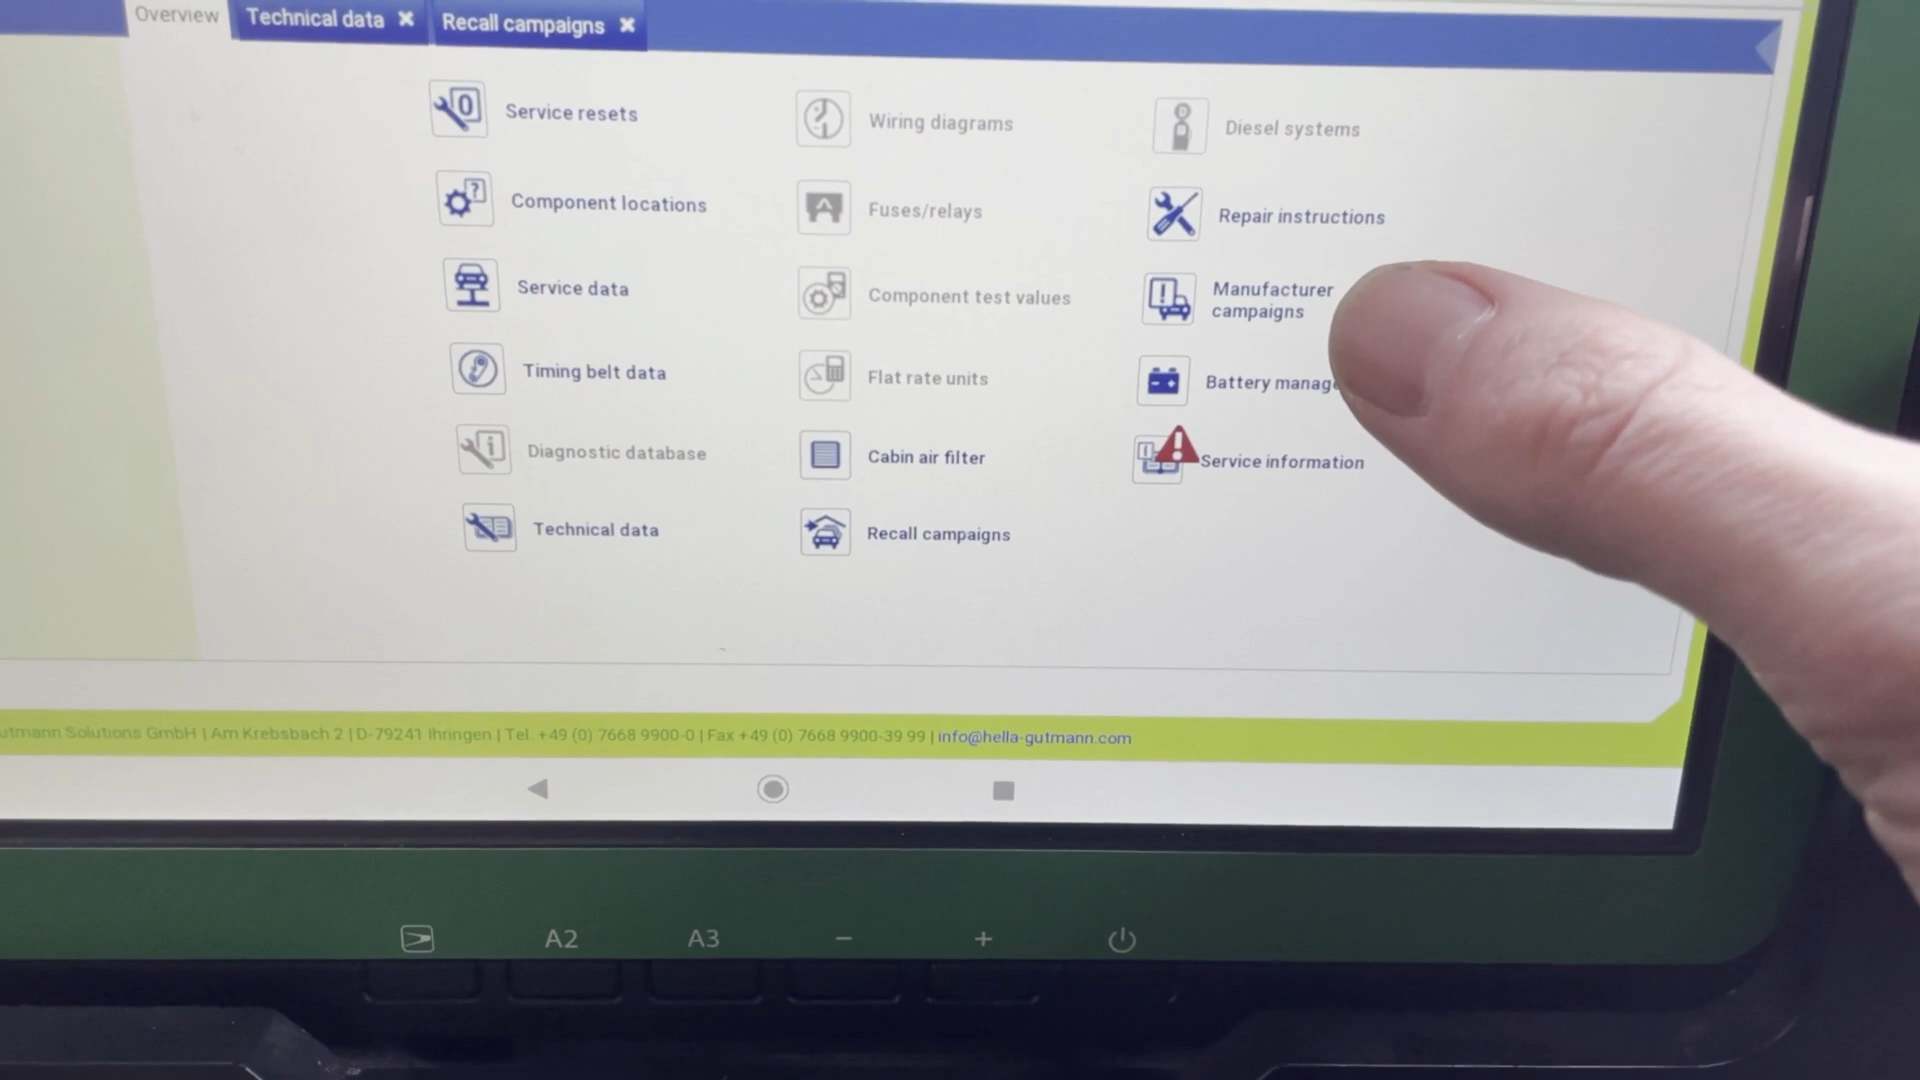 Overview
Technical data
Recall campaigns
Service resets
Wiring diagrams
Diesel systems
Component locations
Fuses/relays
Repair instructions
Service data
Component test values
Manufacturer
campaigns
Timing belt data
Flat rate units
Battery
Diagnostic database
Cabin air filter
Service information
Technical data
Recall campaigns
Solutions GmbH | Am Krebsbach 2 | D-79241 Ihringen | Tel. +49 (0) 7668 9900-0 | Fax +49 (0) 7668 9900-39 99 | info@hella-gutmann.com
A2
A3